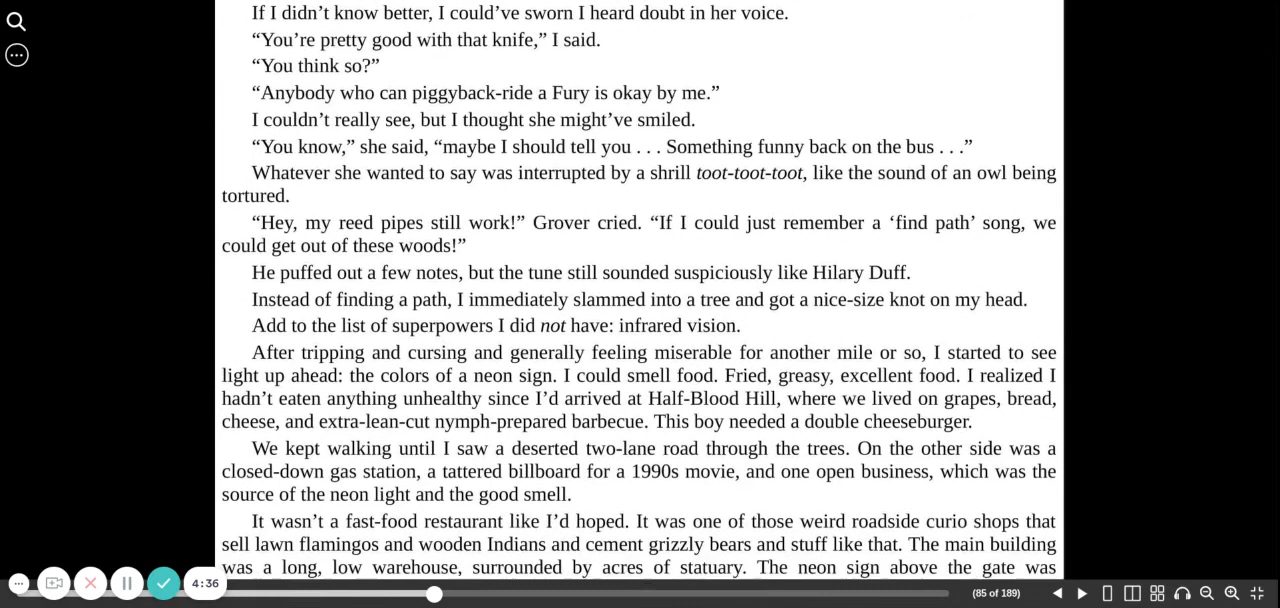 If I didn’t know better, I could’ve sworn I heard doubt in her voice.
“You’re pretty good with that knife,” I said.
“You think so?”
“Anybody who can piggyback-ride a Fury is okay by me.”
I couldn’t really see, but I thought she might’ve smiled.
“You know,” she said, “maybe I should tell you . . . Something funny back on the bus . . .”
Whatever she wanted to say was interrupted by a shrill toot-toot-toot, like the sound of an owl being
tortured.
“Hey, my reed pipes still work!” Grover cried. “If I could just remember a ‘find path’ song, we
could get out of these woods!”
He puffed out a few notes, but the tune still sounded suspiciously like Hilary Duff.
Instead of finding a path, I immediately slammed into a tree and got a nice-size knot on my head.
Add to the list of superpowers I did not have: infrared vision.
After tripping and cursing and generally feeling miserable for another mile or so, I started to see
light up ahead: the colors of a neon sign. I could smell food. Fried, greasy, excellent food. I realized I
hadn’t eaten anything unhealthy since I’d arrived at Half-Blood Hill, where we lived on grapes, bread,
cheese, and extra-lean-cut nymph-prepared barbecue. This boy needed a double cheeseburger.
We kept walking until I saw a deserted two-lane road through the trees. On the other side was a
closed-down gas station, a tattered billboard for a 1990s movie, and one open business, which was the
source of the neon light and the good smell.
It wasn’t a fast-food restaurant like I’d hoped. It was one of those weird roadside curio shops that
sell lawn flamingos and wooden Indians and cement grizzly bears and stuff like that. The main building
was a long, low warehouse, surrounded by acres of statuary. The neon sign above the gate was
4:36
(85 of 189)